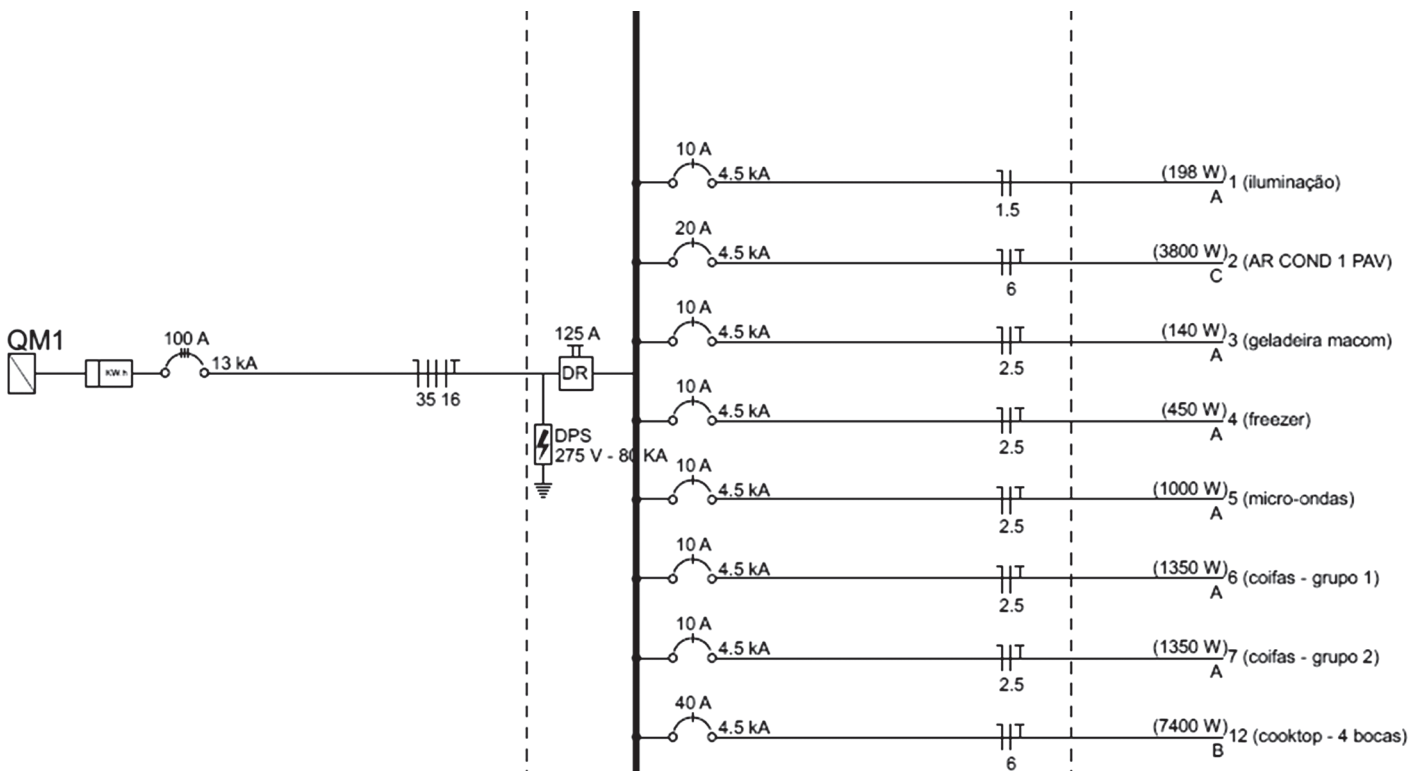 10 A
4.5 kA
(198 W) 1 (iluminação)
A
1.5
20 A
4.5 kA
(3800 W) 2 (AR COND 1 PAV)
C
6
QM1
KW.h
100 A
13 kA
35 16
125 A
DR
DPS
275 V - 80 KA
10 A
4.5 kA
(140 W) 3 (geladeira macom)
A
2.5
10 A
4.5 kA
(450 W) 4 (freezer)
A
2.5
10 A
4.5 kA
(1000 W) 5 (micro-ondas)
A
2.5
10 A
4.5 kA
(1350 W) 6 (coifas - grupo 1)
A
2.5
10 A
4.5 kA
(1350 W) 7 (coifas - grupo 2)
A
2.5
40 A
4.5 kA
(7400 W) 12 (cooktop - 4 bocas)
B
6